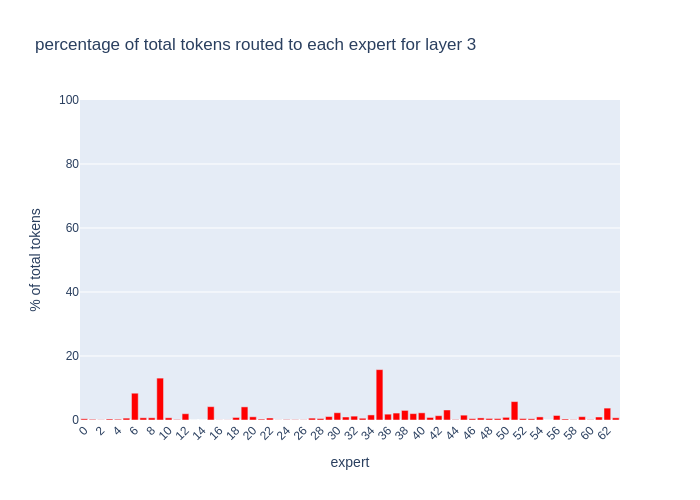 percentage of total tokens routed to each expert for layer 3
100
80
60
40
20
0
% of total tokens
0 2 4 6 8 10 12 14 16 18 20 22 24 26 28 30 32 34 36 38 40 42 44 46 48 50 52 54 56 58 60 62
expert